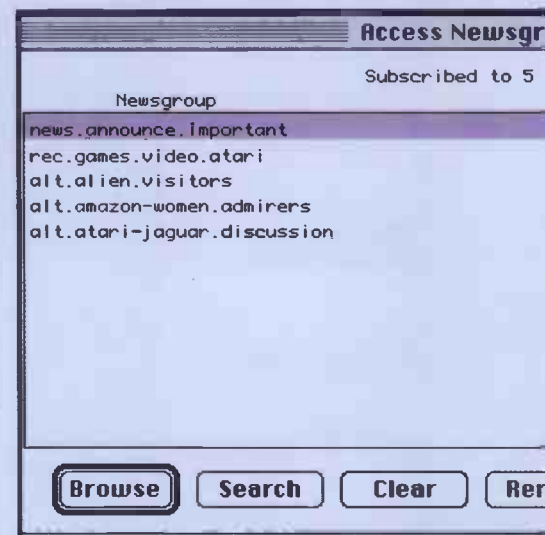 Access Newsgr
Subscribed to 5
Newsgroup
news.announce.important
rec.games.video.atari
alt.alien.visitors
alt.amazon-women.admirers
alt.atari-jaguar.discussion
Browse Search Clear Rer